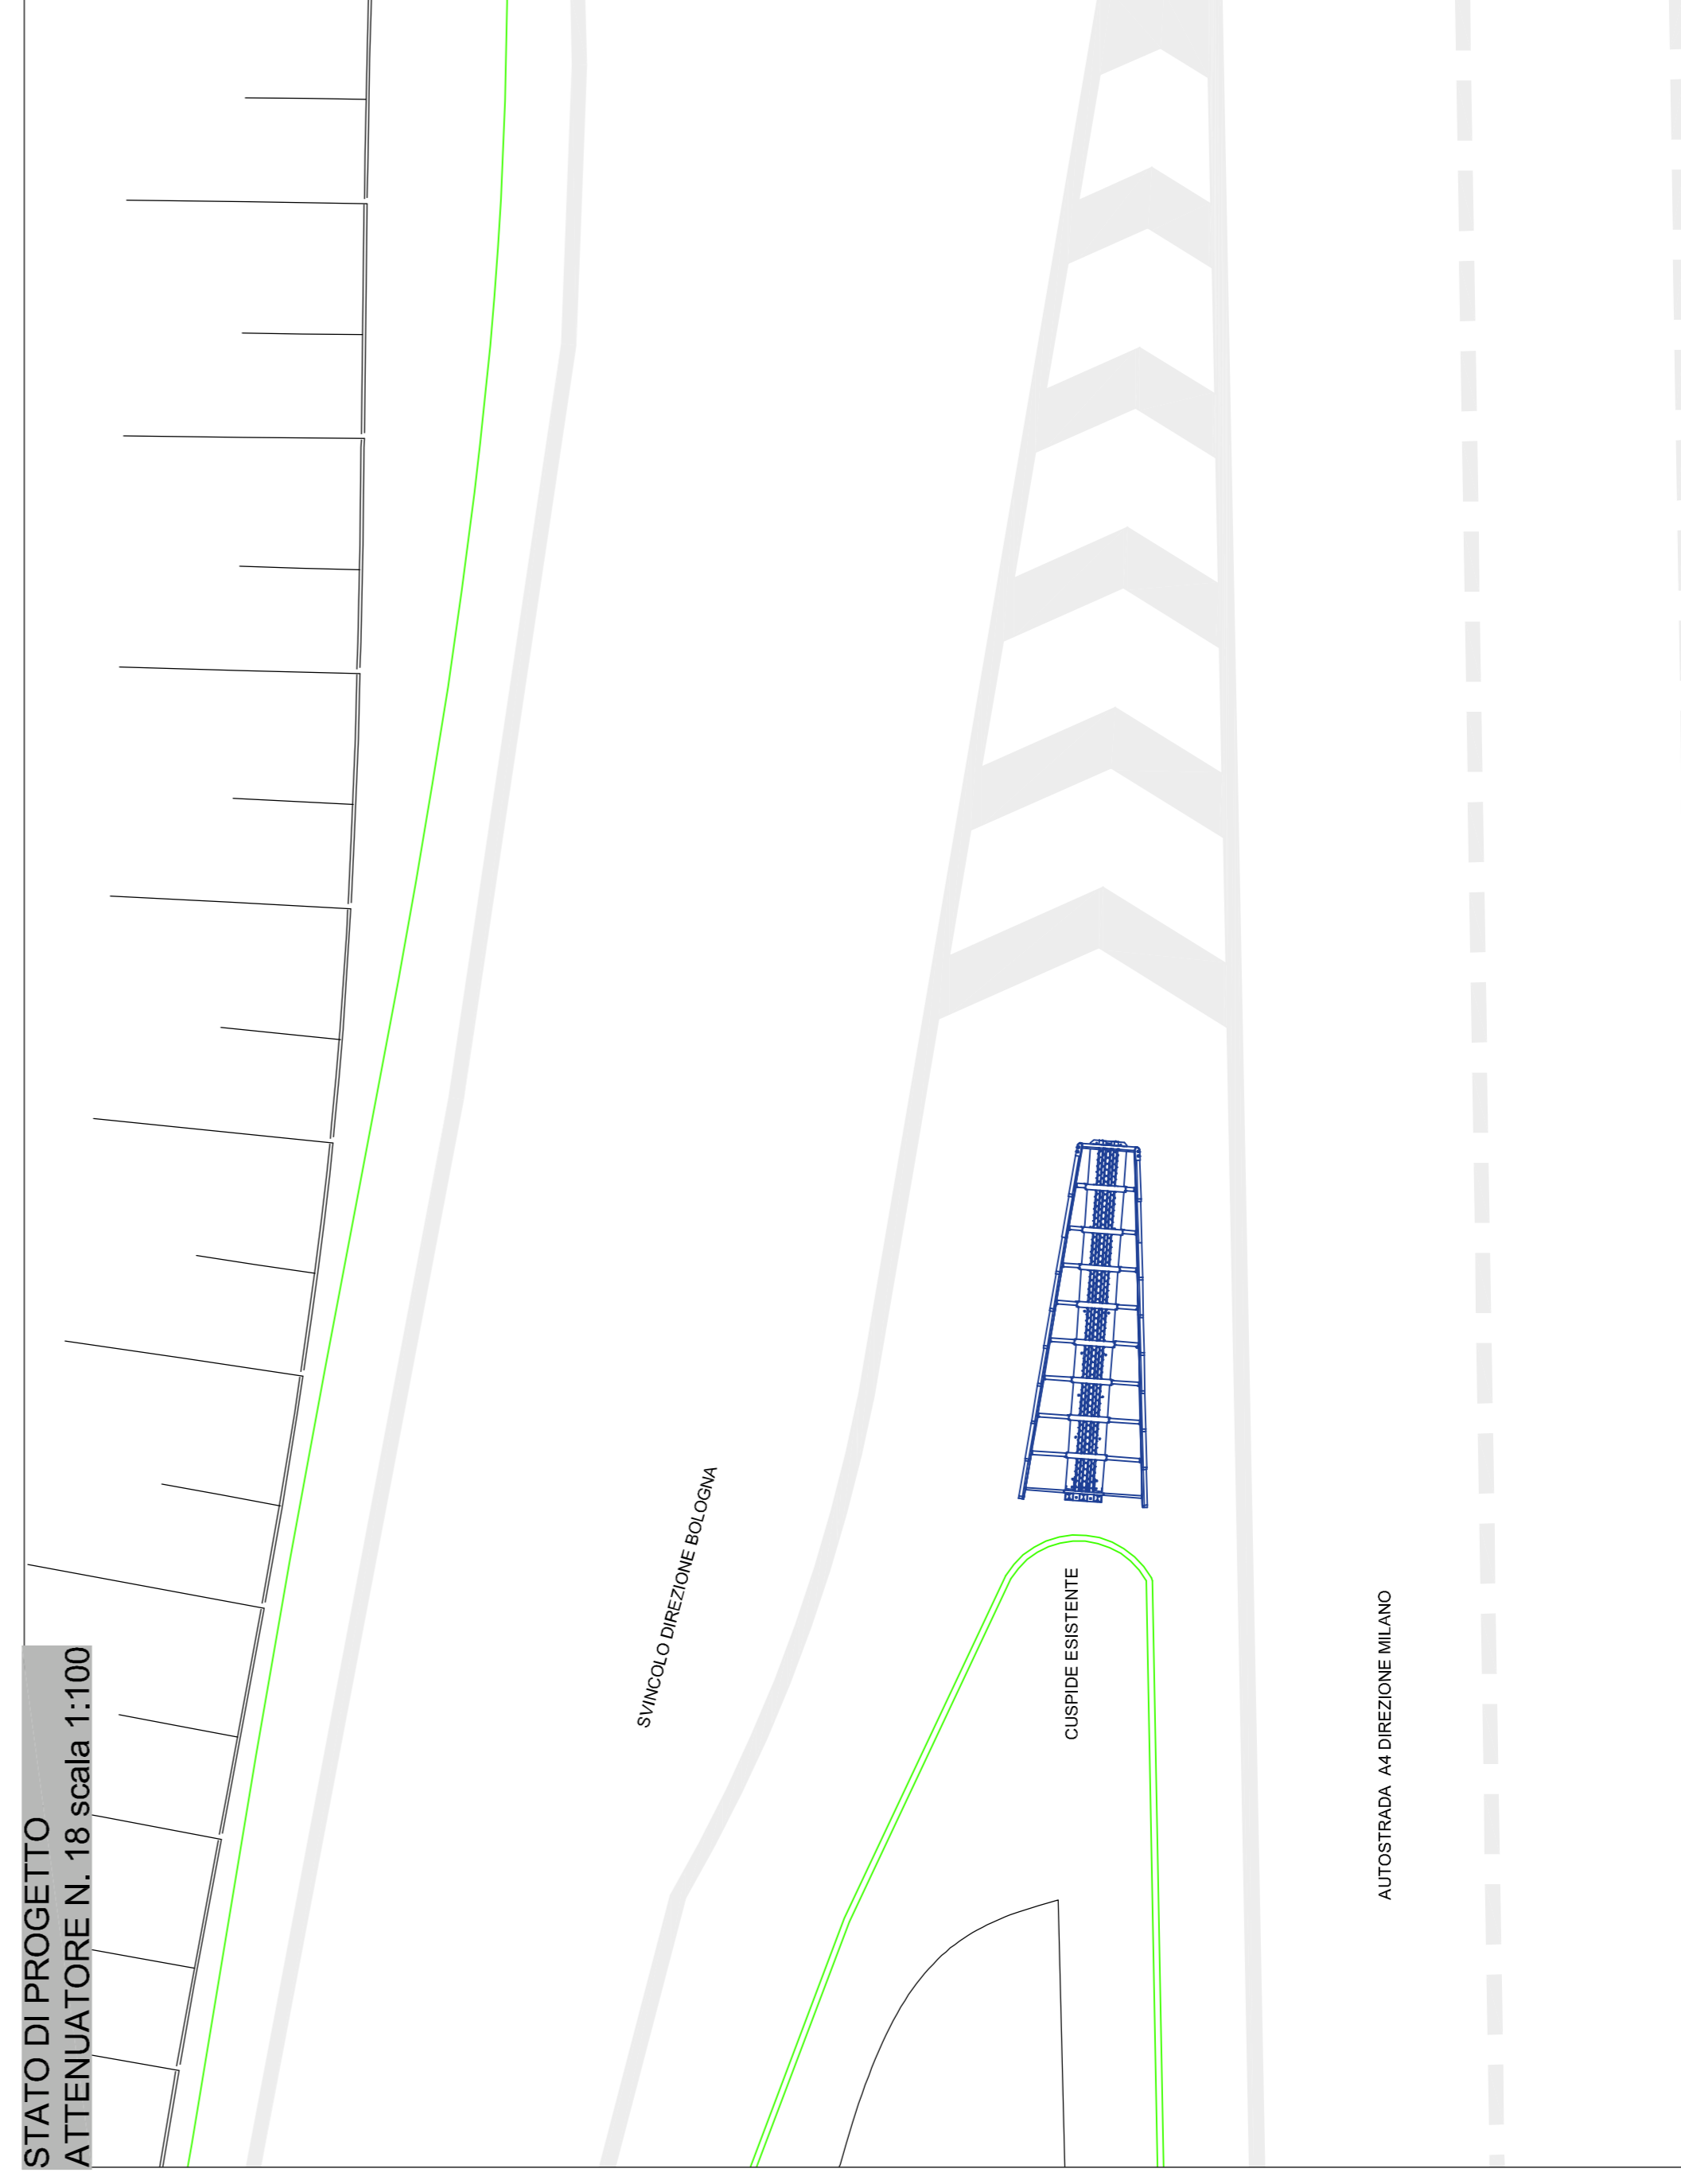 STATO DI PROGETTO
ATTENUATORE N. 18 scala 1:100
SVINCOLO DIREZIONE BOLOGNA
CUSPIDE ESISTENTE
AUTOSTRADA A4 DIREZIONE MILANO